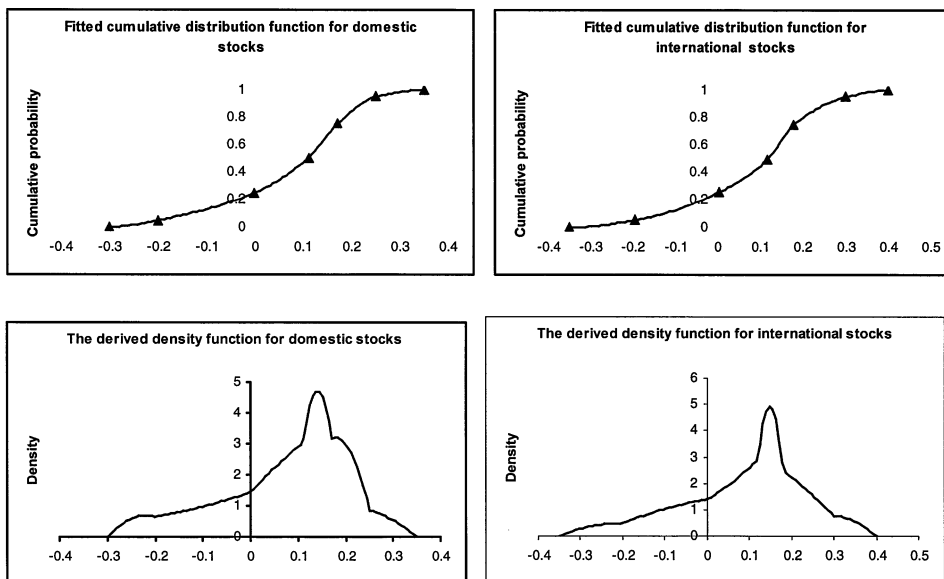 Fitted cumulative distribution function for domestic
stocks
Cumulative probability
1
0.8
0.6
0.4
0.2
0
-0.4 -0.3 -0.2 -0.1 0 0.1 0.2 0.3 0.4
Fitted cumulative distribution function for
international stocks
Cumulative probability
1
0.8
0.6
0.4
0.2
0
-0.4 -0.3 -0.2 -0.1 0 0.1 0.2 0.3 0.4 0.5
The derived density function for domestic stocks
Density
5
4
3
2
1
0
-0.4 -0.3 -0.2 -0.1 0 0.1 0.2 0.3 0.4
The derived density function for international stocks
Density
6
5
4
3
2
1
0
-0.4 -0.3 -0.2 -0.1 0 0.1 0.2 0.3 0.4 0.5